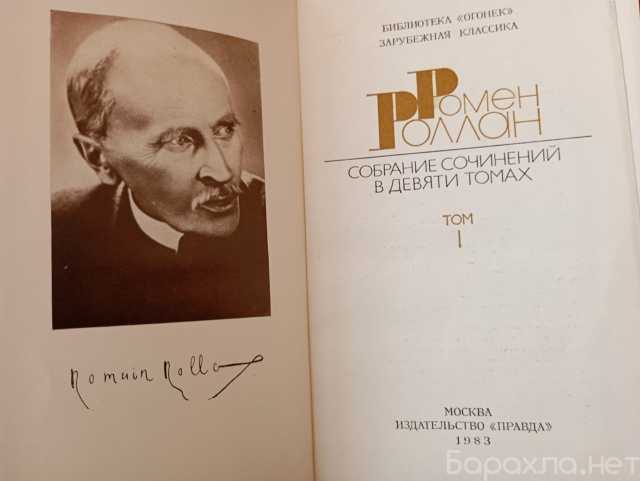 Romain Rolland
БИБЛИОТЕКА «ОГОНЕК»
ЗАРУБЕЖНАЯ КЛАССИКА
РОМЕН
РОЛЛАН
СОБРАНИЕ СОЧИНЕНИЙ
В ДЕВЯТИ ТОМАХ
ТОМ
I
МОСКВА
ИЗДАТЕЛЬСТВО «ПРАВДА»
1983
Барахла.нет